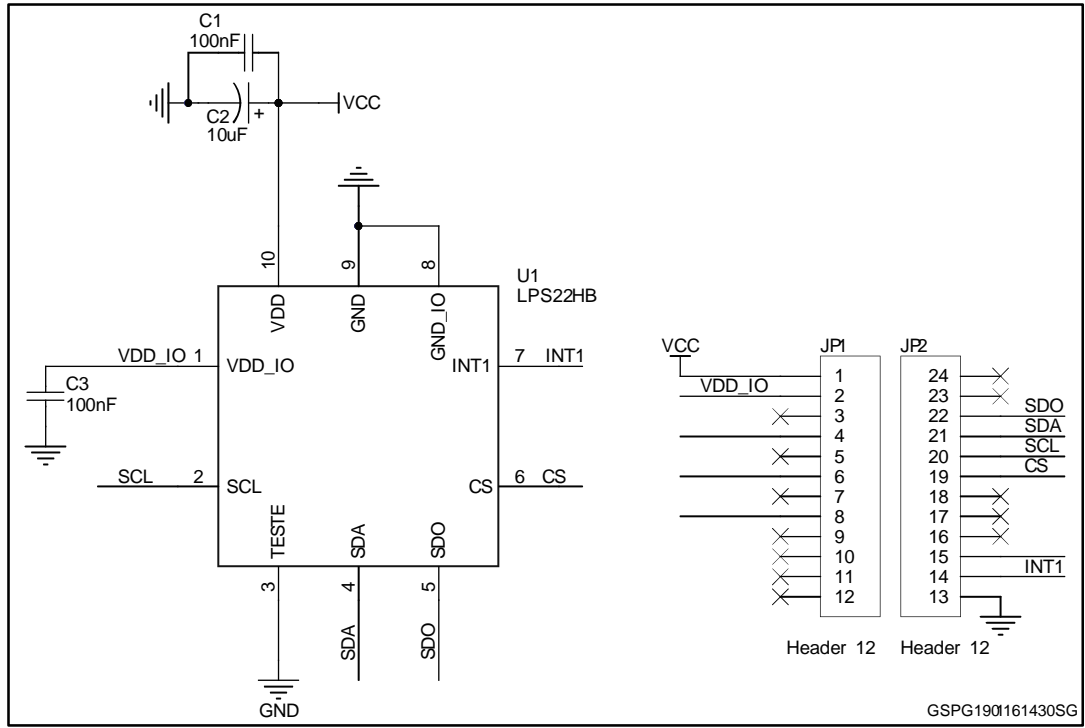 C1
100nF
C2
10uF
+
VCC
10
9
8
VDD
GND
GND_IO
U1
LPS22HB
VDD_IO 1
VDD_IO
INT1
7 INT1
C3
100nF
SCL 2
SCL
CS
6 CS
TESTE
SDA
SDO
3
4
5
SDA
SDO
GND
VCC
VDD_IO
JP1
1
2
3
4
5
6
7
8
9
10
11
12
Header 12
JP2
24
23
22 SDO
21 SDA
20 SCL
19 CS
18
17
16
15
14 INT1
13
Header 12
GSPG1901161430SG